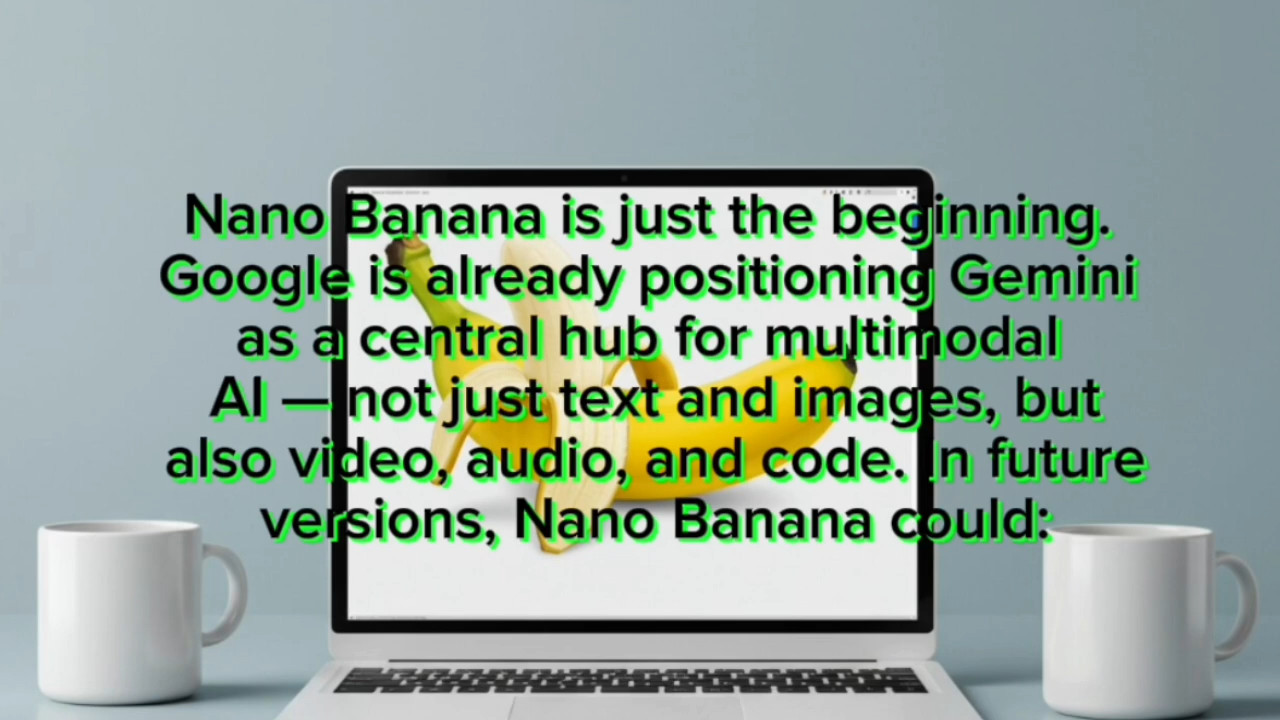 Nano Banana is just the beginning.
Google is already positioning Gemini
as a central hub for multimodal
AI — not just text and images, but
also video, audio, and code. In future
versions, Nano Banana could: